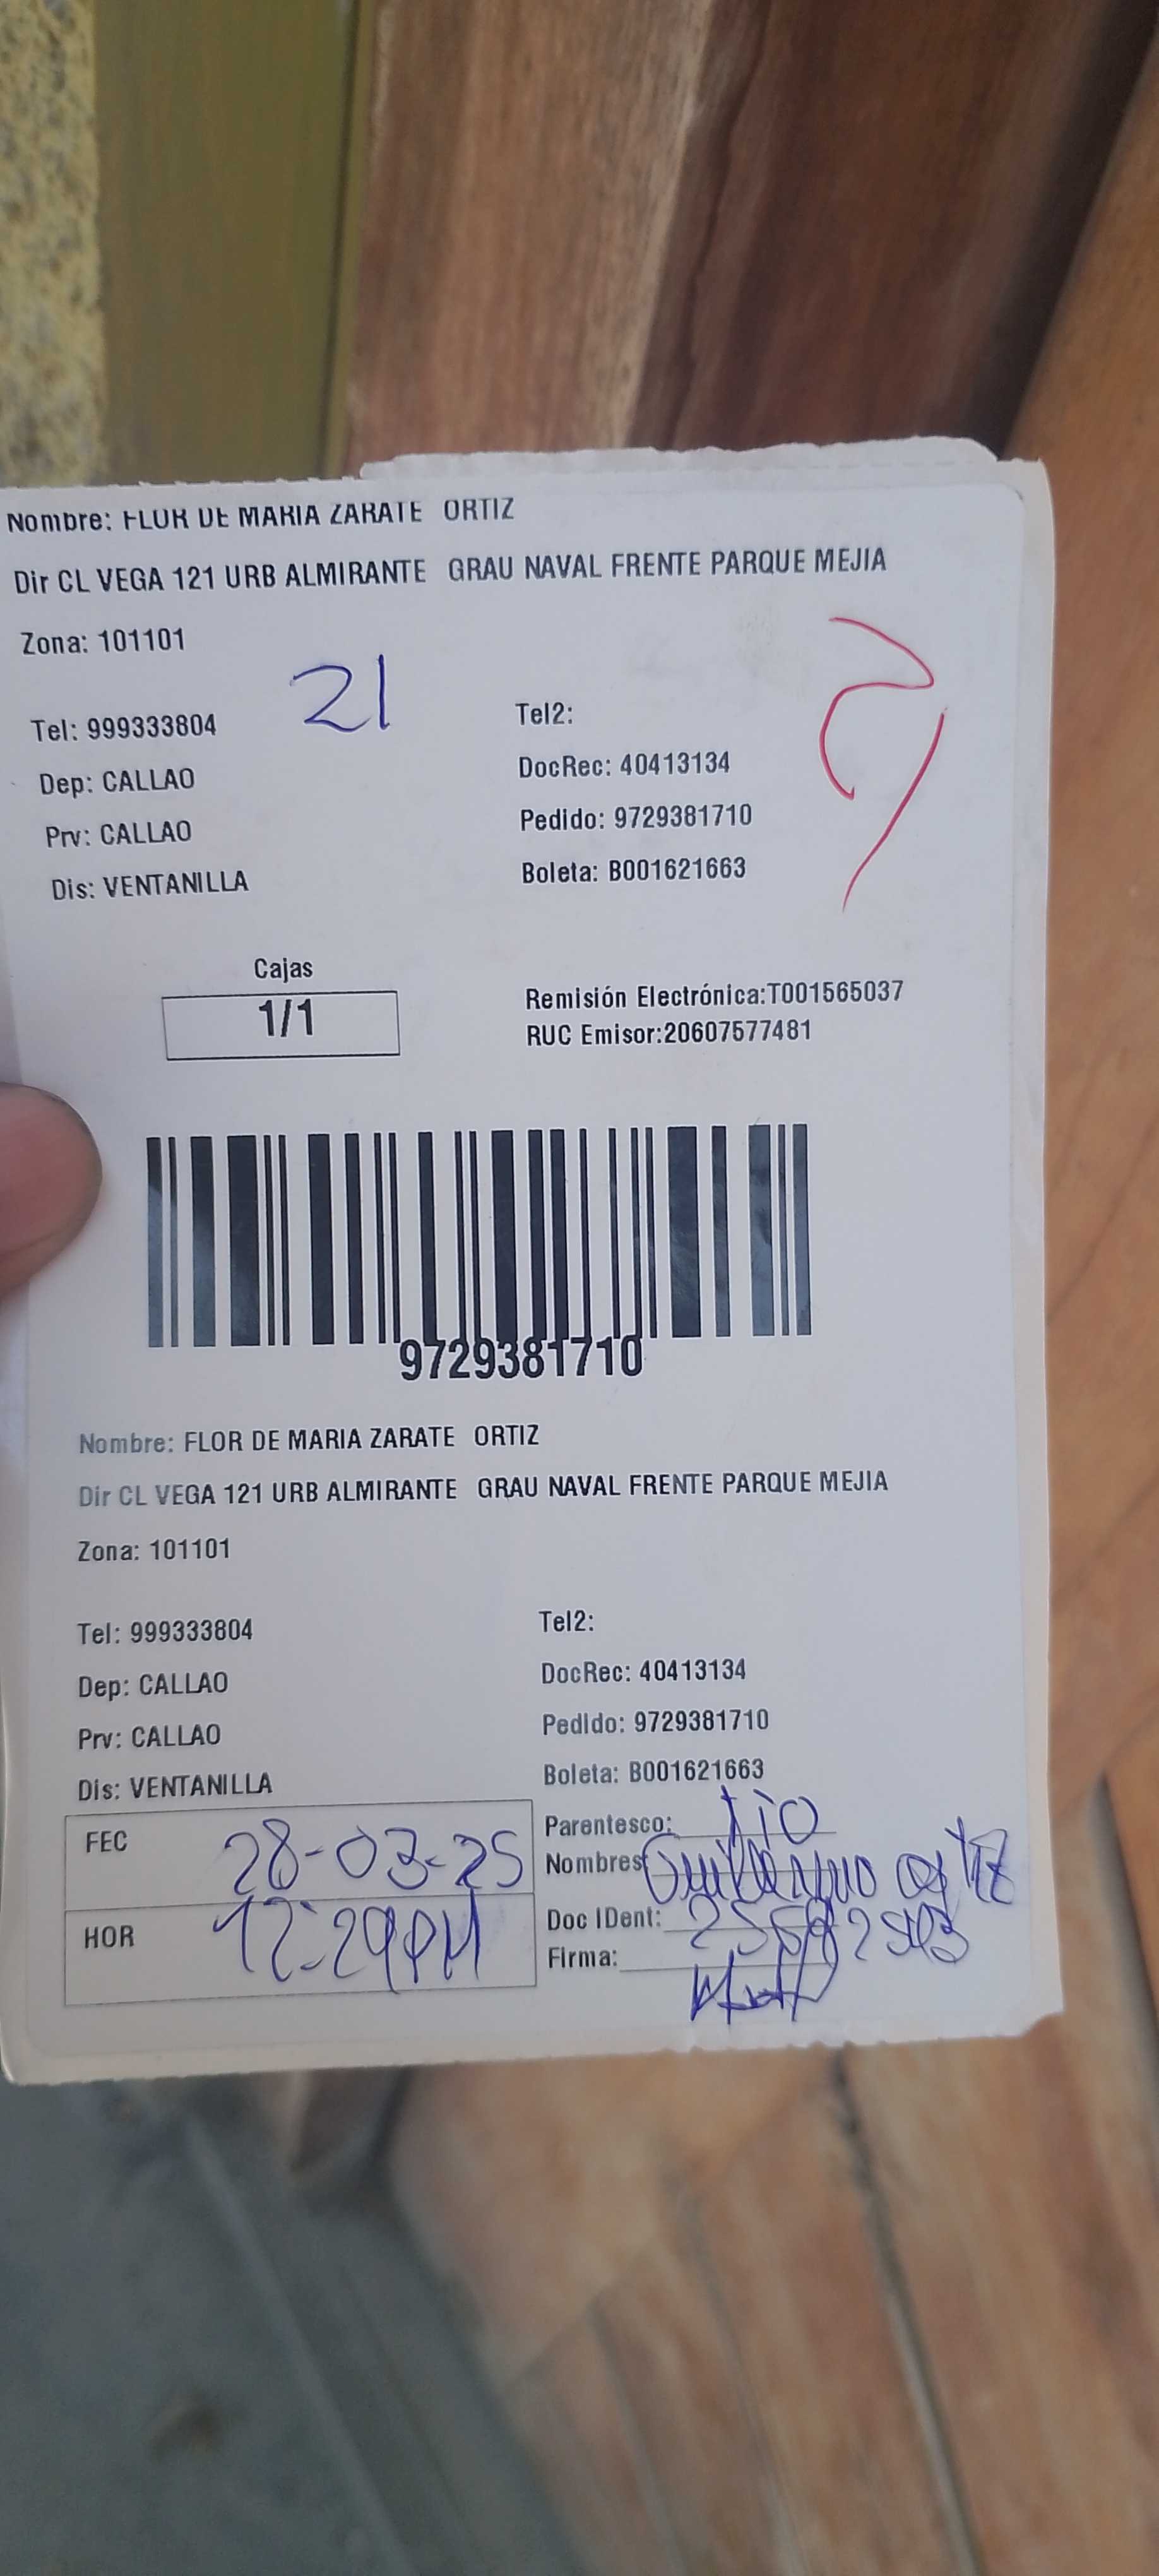 Nombre: FLOR DE MARIA ZARATE ORTIZ
Dir CL VEGA 121 URB ALMIRANTE GRAU NAVAL FRENTE PARQUE MEJIA
Zona: 101101
21
Tel: 999333804 Tel2:
Dep: CALLAO DocRec: 40413134
Prv: CALLAO Pedido: 9729381710
Dis: VENTANILLA Boleta: B001621663
Cajas
1/1
Remisión Electrónica:T001565037
RUC Emisor:20607577481
9729381710
Nombre: FLOR DE MARIA ZARATE ORTIZ
Dir CL VEGA 121 URB ALMIRANTE GRAU NAVAL FRENTE PARQUE MEJIA
Zona: 101101
Tel: 999333804 Tel2:
Dep: CALLAO DocRec: 40413134
Prv: CALLAO Pedido: 9729381710
Dis: VENTANILLA Boleta: B001621663
FEC 28-03-25
HOR 12:29PM
Parentesco: tio
Nombres Guillermo
Doc IDent:
Firma: